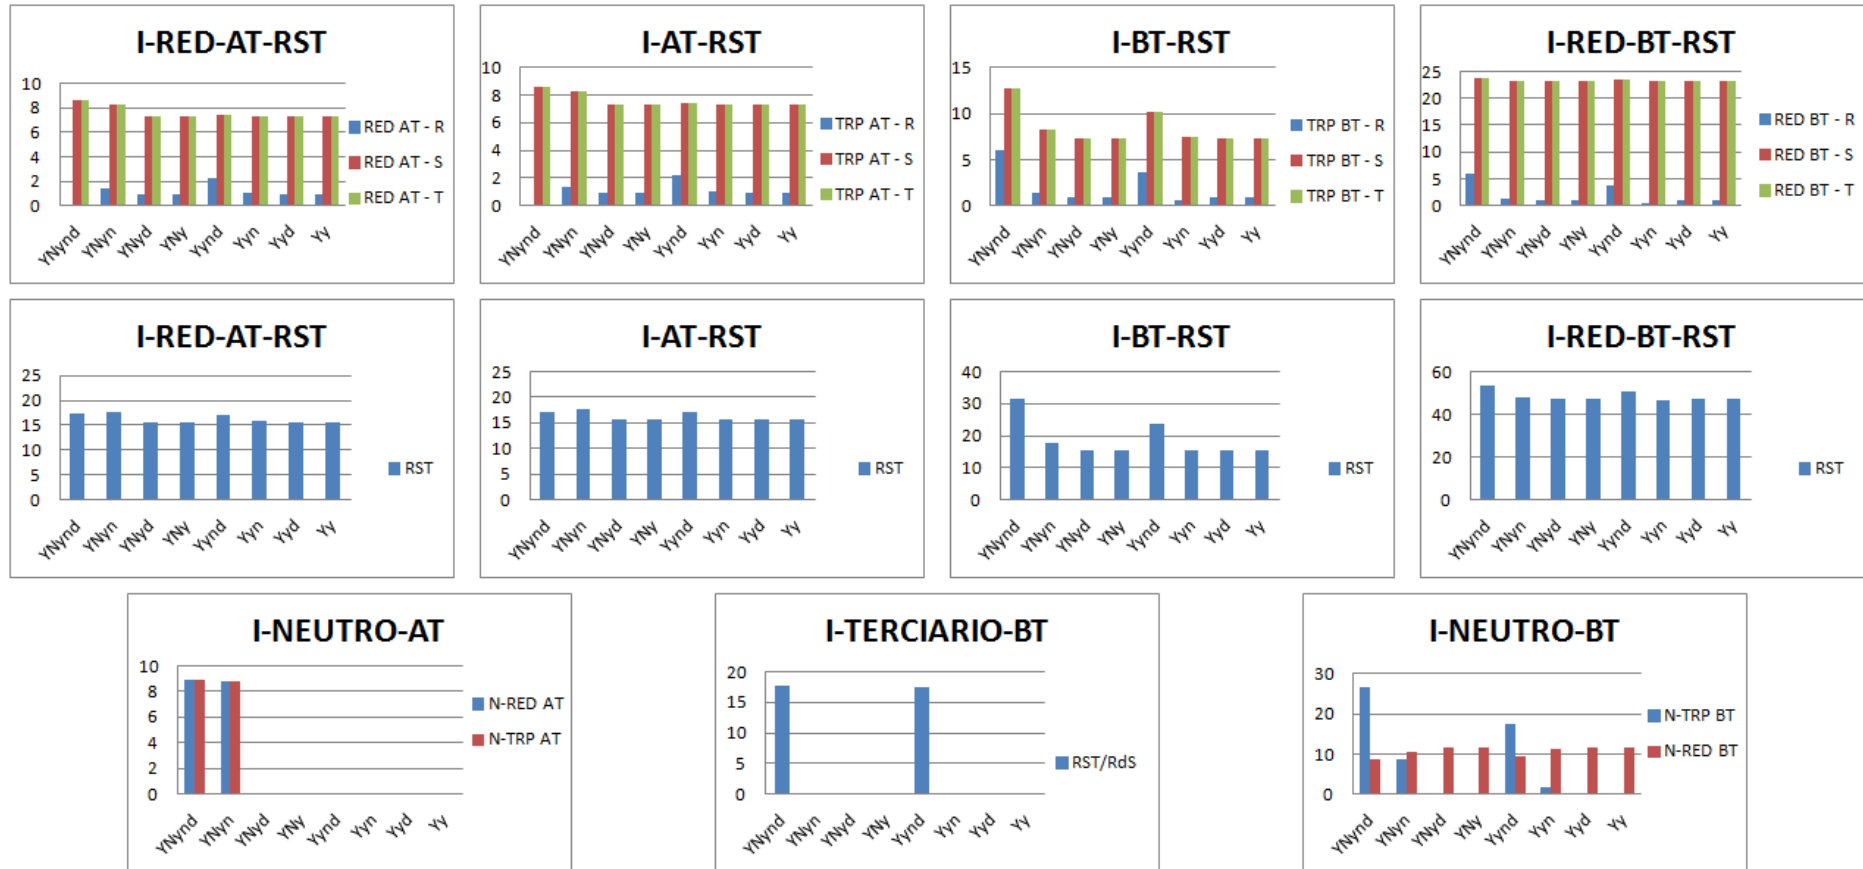 I-RED-AT-RST
10
8
6
4
2
0
YNynd YNyn YNyd YNy Yynd Yyn Yyd Yy
RED AT - R
RED AT - S
RED AT - T
I-AT-RST
10
8
6
4
2
0
YNynd YNyn YNyd YNy Yynd Yyn Yyd Yy
TRP AT - R
TRP AT - S
TRP AT - T
I-BT-RST
15
10
5
0
YNynd YNyn YNyd YNy Yynd Yyn Yyd Yy
TRP BT - R
TRP BT - S
TRP BT - T
I-RED-BT-RST
25
20
15
10
5
0
YNynd YNyn YNyd YNy Yynd Yyn Yyd Yy
RED BT - R
RED BT - S
RED BT - T
I-RED-AT-RST
25
20
15
10
5
0
YNynd YNyn YNyd YNy Yynd Yyn Yyd Yy
RST
I-AT-RST
25
20
15
10
5
0
YNynd YNyn YNyd YNy Yynd Yyn Yyd Yy
RST
I-BT-RST
40
30
20
10
0
YNynd YNyn YNyd YNy Yynd Yyn Yyd Yy
RST
I-RED-BT-RST
60
40
20
0
YNynd YNyn YNyd YNy Yynd Yyn Yyd Yy
RST
I-NEUTRO-AT
10
8
6
4
2
0
YNynd YNyn YNyd YNy Yynd Yyn Yyd Yy
N-RED AT
N-TRP AT
I-TERCIARIO-BT
20
15
10
5
0
YNynd YNyn YNyd YNy Yynd Yyn Yyd Yy
RST/RdS
I-NEUTRO-BT
30
20
10
0
YNynd YNyn YNyd YNy Yynd Yyn Yyd Yy
N-TRP BT
N-RED BT